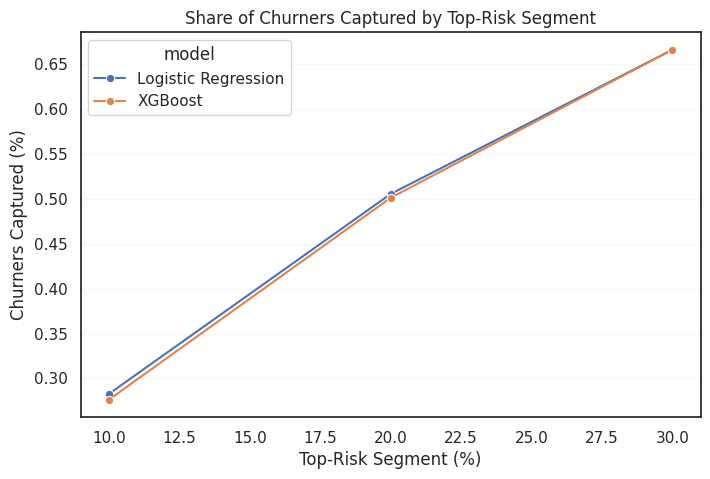 Share of Churners Captured by Top-Risk Segment
model
Logistic Regression
XGBoost
Churners Captured (%)
0.65
0.60
0.55
0.50
0.45
0.40
0.35
0.30
10.0 12.5 15.0 17.5 20.0 22.5 25.0 27.5 30.0
Top-Risk Segment (%)